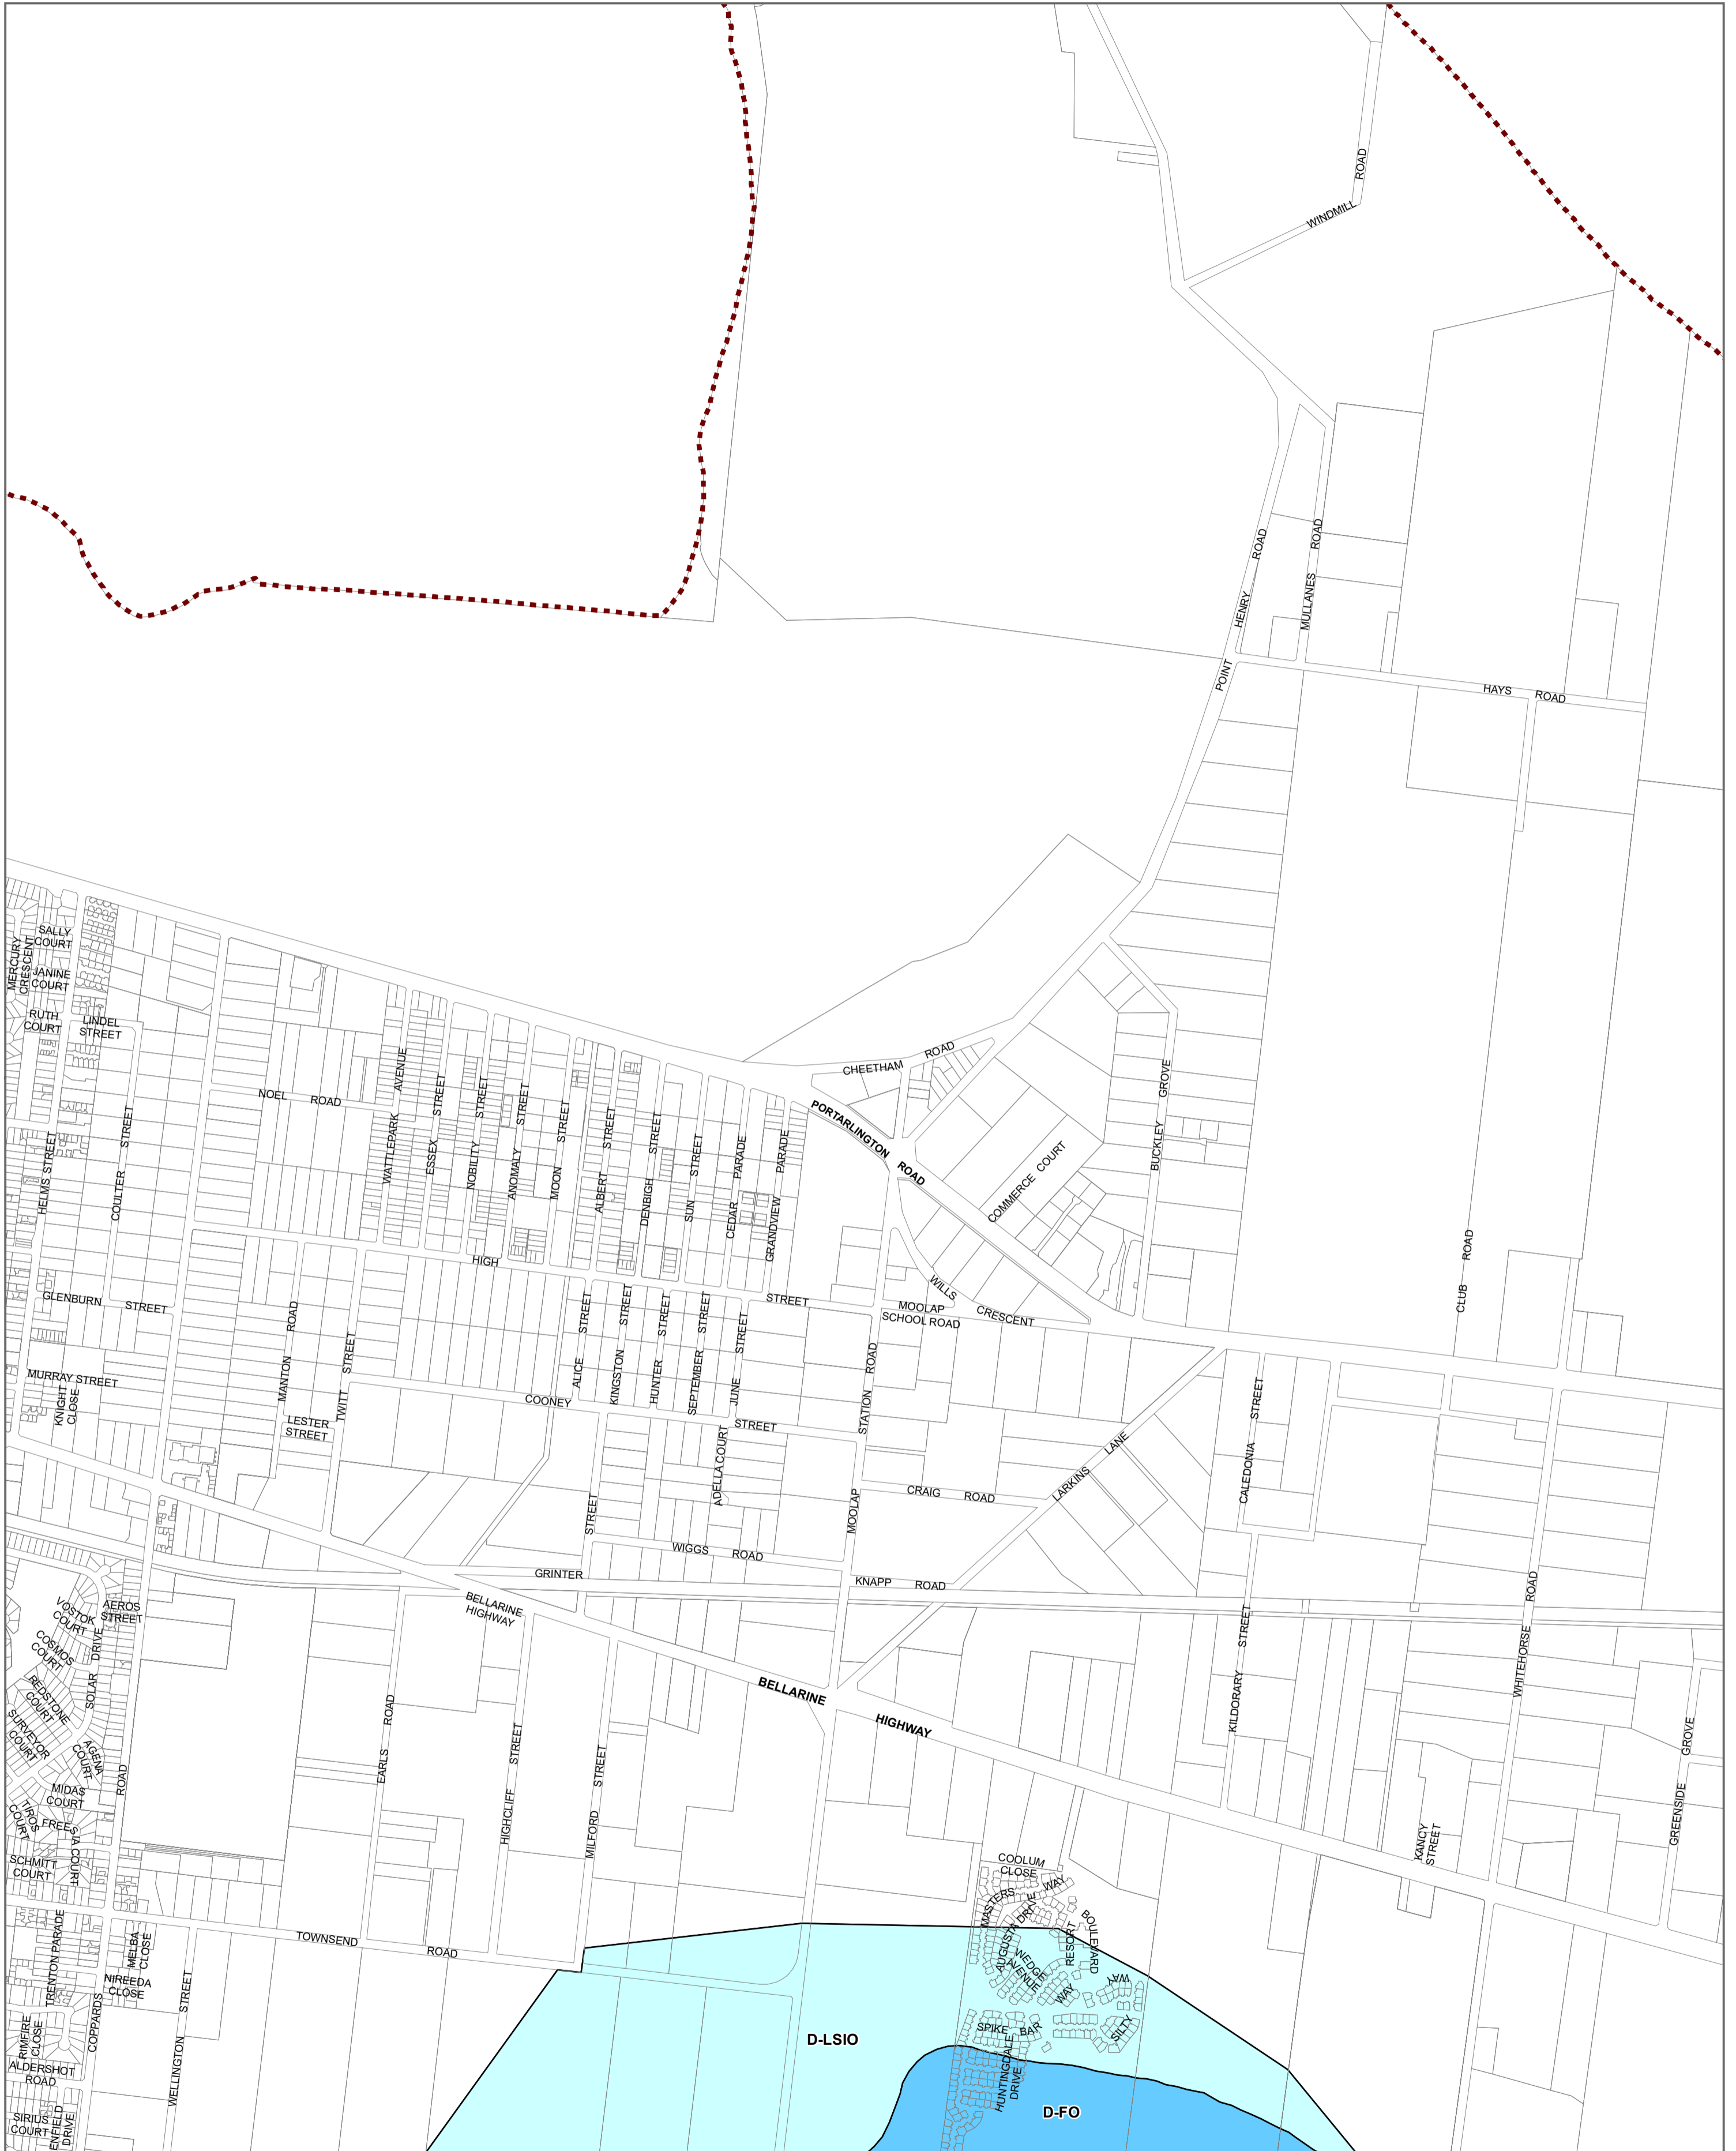 WINDMILL
ROAD
HENRY
ROAD
MULLANES
ROAD
POINT
HAYS
ROAD
SALLY
COURT
MERCURY
CRESCENT
JANINE
COURT
RUTH
COURT
LINDEL
STREET
NOEL
ROAD
WATTLEPARK
AVENUE
ESSEX
STREET
NOBILITY
STREET
ANOMALY
STREET
MOON
STREET
ALBERT
STREET
DENBIGH
STREET
SUN
STREET
CEDAR
PARADE
GRANDVIEW
PARADE
CHEETHAM
ROAD
PORTARLINGTON
ROAD
COMMERCE COURT
BUCKLEY
GROVE
HELMS STREET
COULTER
STREET
HIGH
STREET
GLENBURN
STREET
WILLS
CRESCENT
MOOLAP
SCHOOL ROAD
CLUB
ROAD
MURRAY STREET
KNIGHT
CLOSE
MANTON
ROAD
TWITT
STREET
LESTER
STREET
ALICE
STREET
KINGSTON
STREET
HUNTER
STREET
SEPTEMBER
STREET
JUNE
STREET
COONEY
STREET
ADELLA COURT
MOOLAP
STATION
ROAD
CRAIG
ROAD
LARKINS
LANE
CALEDONIA
STREET
STREET
WIGGS
ROAD
GRINTER
KNAPP
ROAD
BELLARINE
HIGHWAY
BELLARINE
HIGHWAY
AEROS
STREET
VOSTOK
COURT
COSMOS
COURT
REDSTONE
COURT
SURVEYOR
COURT
SOLAR
DRIVE
AGENA
COURT
MIDAS
COURT
TIROS
COURT
FREE
SIA COURT
SCHMITT
COURT
COPPARDS
ROAD
EARLS
ROAD
HIGHCLIFF
STREET
MILFORD
STREET
KILDORARY
STREET
WHITEHORSE
ROAD
KANCY
STREET
GREENSIDE
GROVE
TOWNSEND
ROAD
TRENTON PARADE
MELBA
CLOSE
NIREEDA
CLOSE
RIMFIRE
CLOSE
ALDERSHOT
ROAD
SIRIUS
COURT
ENFIELD
DRIVE
WELLINGTON
STREET
COOLUM
CLOSE
MASTERS
WAY
AUGUSTA DRIVE
WEDGE
AVENUE
RESORT
BOULEVARD
WAY
WAY
SPIKE
BAR
SILTY
HUNTINGDALE
DRIVE
D-LSIO
D-FO